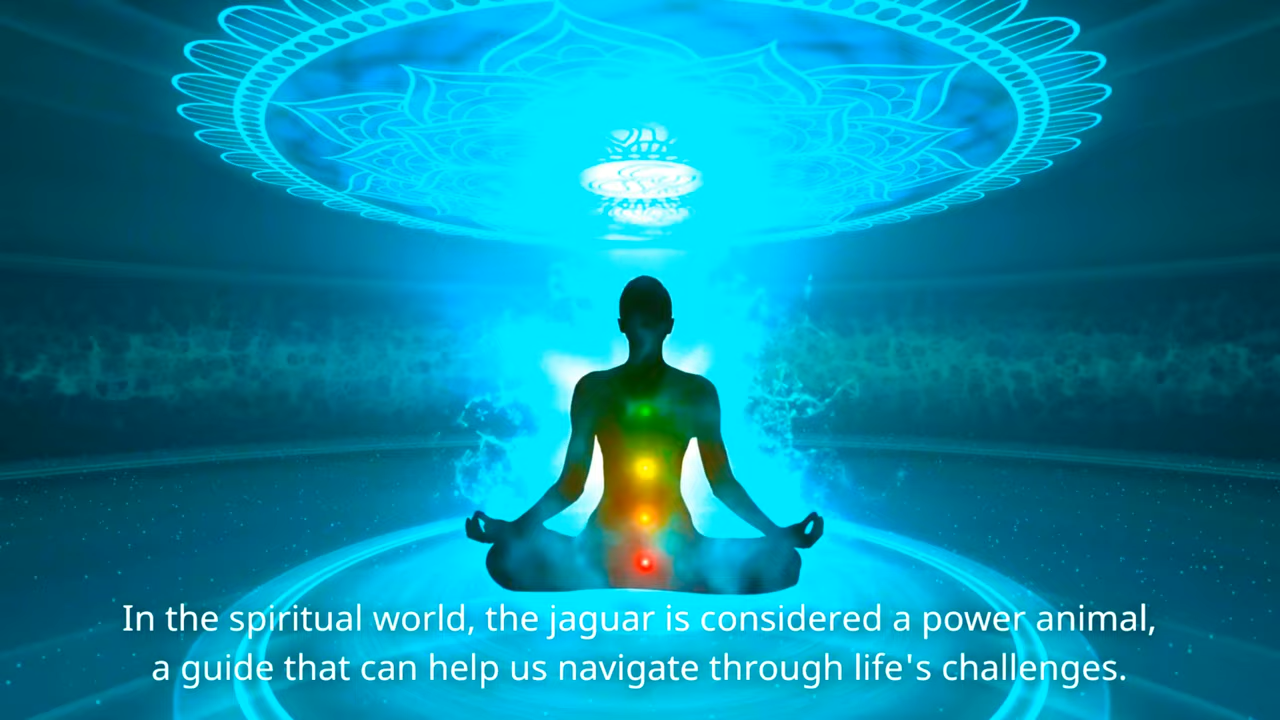 In the spiritual world, the jaguar is considered a power animal,
a guide that can help us navigate through life's challenges.